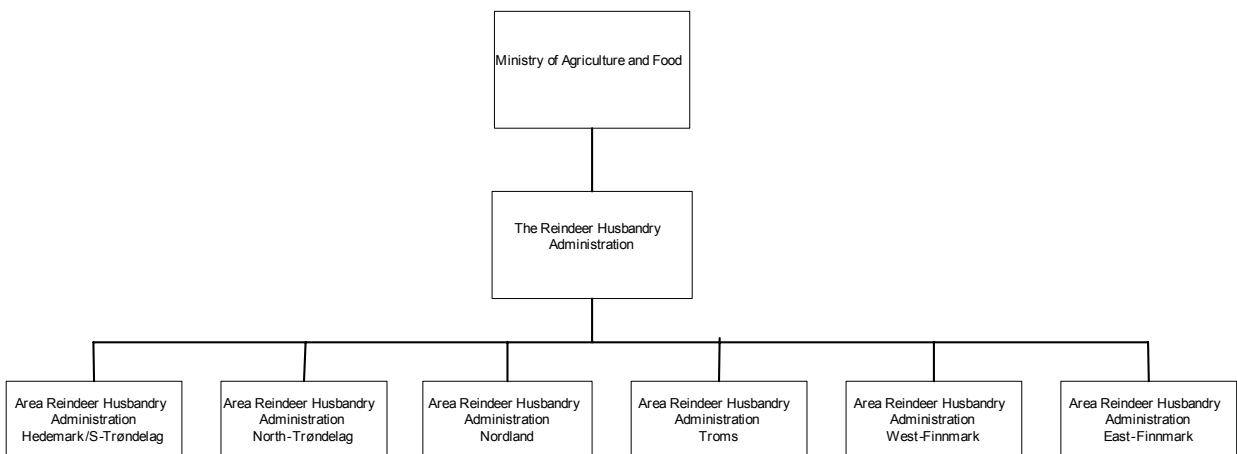 Ministry of Agriculture and Food
The Reindeer Husbandry
Administration
Area Reindeer Husbandry
Administration
Hedemark/S-Trøndelag
Area Reindeer Husbandry
Administration
North-Trøndelag
Area Reindeer Husbandry
Administration
Nordland
Area Reindeer Husbandry
Administration
Troms
Area Reindeer Husbandry
Administration
West-Finnmark
Area Reindeer Husbandry
Administration
East-Finnmark